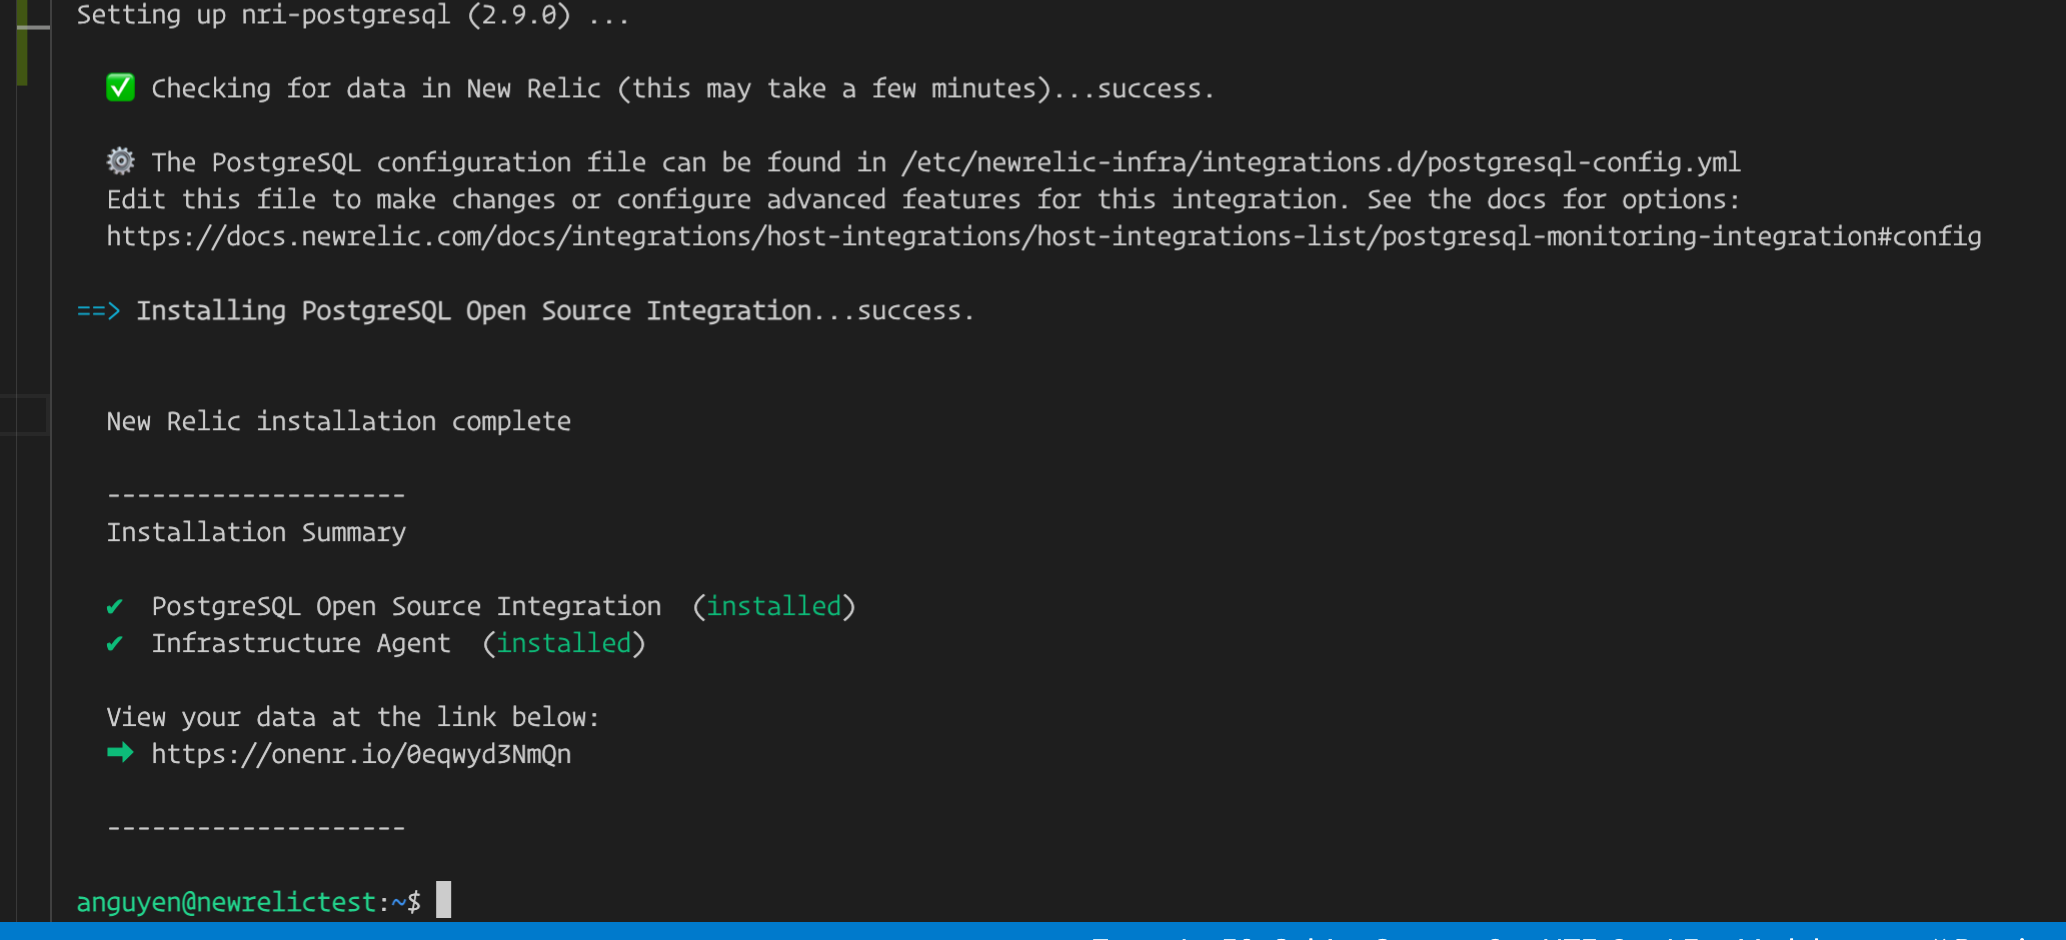 Setting up nri-postgresql (2.9.0) ...
✅ Checking for data in New Relic (this may take a few minutes)...success.
⚙️ The PostgreSQL configuration file can be found in /etc/newrelic-infra/integrations.d/postgresql-config.yml
Edit this file to make changes or configure advanced features for this integration. See the docs for options:
https://docs.newrelic.com/docs/integrations/host-integrations/host-integrations-list/postgresql-monitoring-integration#config
==> Installing PostgreSQL Open Source Integration...success.
New Relic installation complete
--------------------
Installation Summary
✔ PostgreSQL Open Source Integration (installed)
✔ Infrastructure Agent (installed)
View your data at the link below:
➡ https://onenr.io/0eqwyd3NmQn
--------------------
anguyen@newrelictest:~$